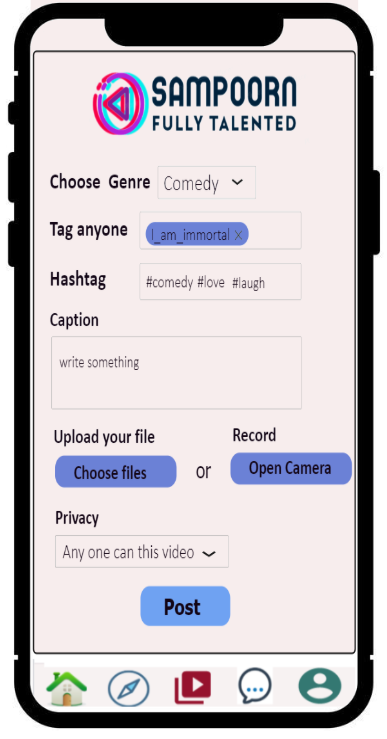 SAMPOORN
FULLY TALENTED
Choose Genre Comedy
Tag anyone I_am_immortal ×
Hashtag #comedy #love #laugh
Caption
write something
Upload your file Record
Choose files or Open Camera
Privacy
Any one can this video
Post